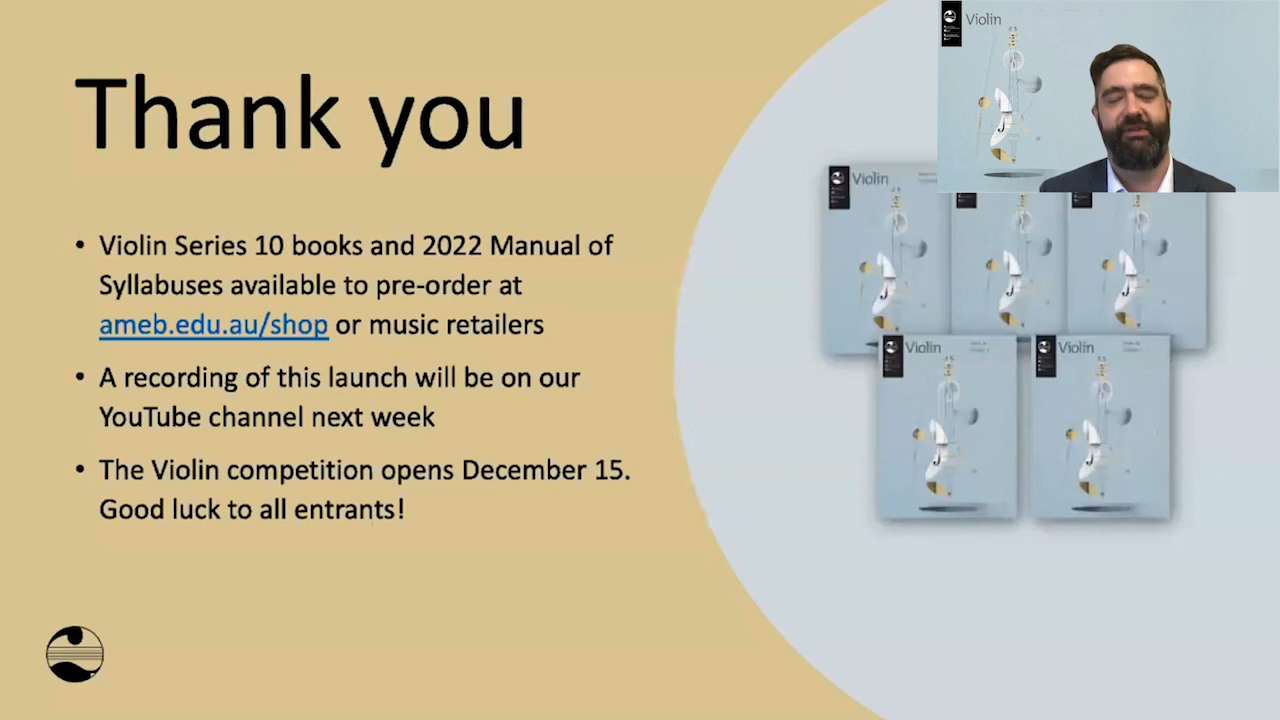 Thank you
• Violin Series 10 books and 2022 Manual of
Syllabuses available to pre-order at
ameb.edu.au/shop or music retailers
• A recording of this launch will be on our
YouTube channel next week
• The Violin competition opens December 15.
Good luck to all entrants!
Violin
Violin
Violin
Violin